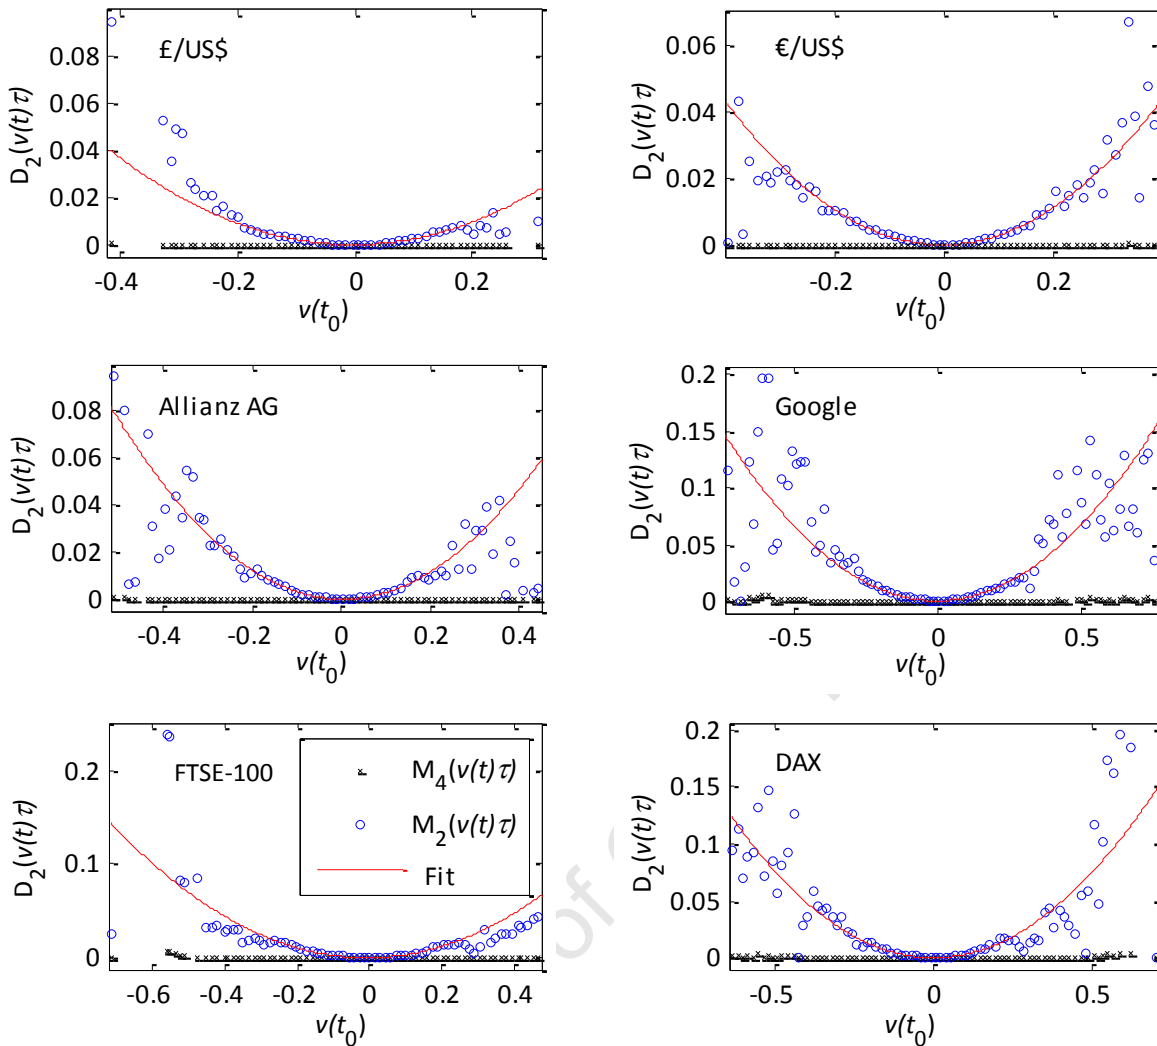 £/US$
D2(v(t)τ)
0.08
0.06
0.04
0.02
0
-0.4 -0.2 0 0.2
v(t0)
€/US$
D2(v(t)τ)
0.06
0.04
0.02
0
-0.2 0 0.2
v(t0)
Allianz AG
D2(v(t)τ)
0.08
0.06
0.04
0.02
0
-0.4 -0.2 0 0.2 0.4
v(t0)
Google
D2(v(t)τ)
0.2
0.15
0.1
0.05
0
-0.5 0 0.5
v(t0)
FTSE-100
D2(v(t)τ)
0.2
0.1
0
-0.6 -0.4 -0.2 0 0.2 0.4
v(t0)
M4(v(t)τ)
M2(v(t)τ)
Fit
DAX
D2(v(t)τ)
0.2
0.15
0.1
0.05
0
-0.5 0 0.5
v(t0)
of